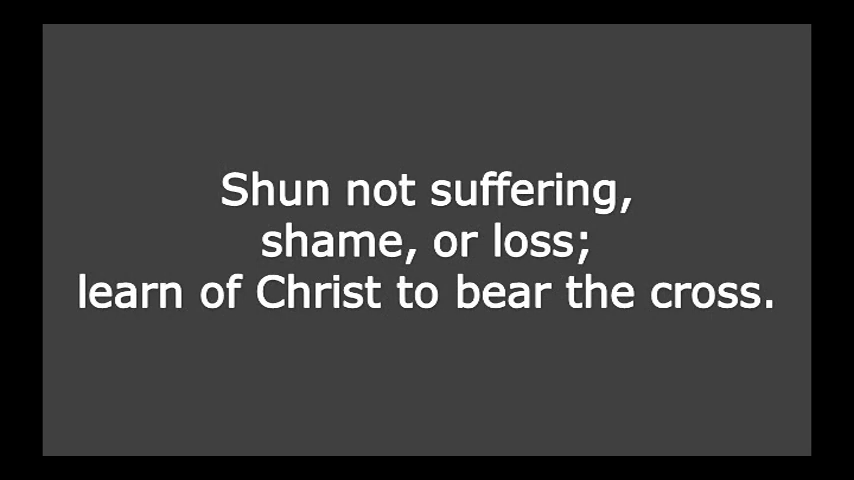 Shun not suffering,
shame, or loss;
learn of Christ to bear the cross.